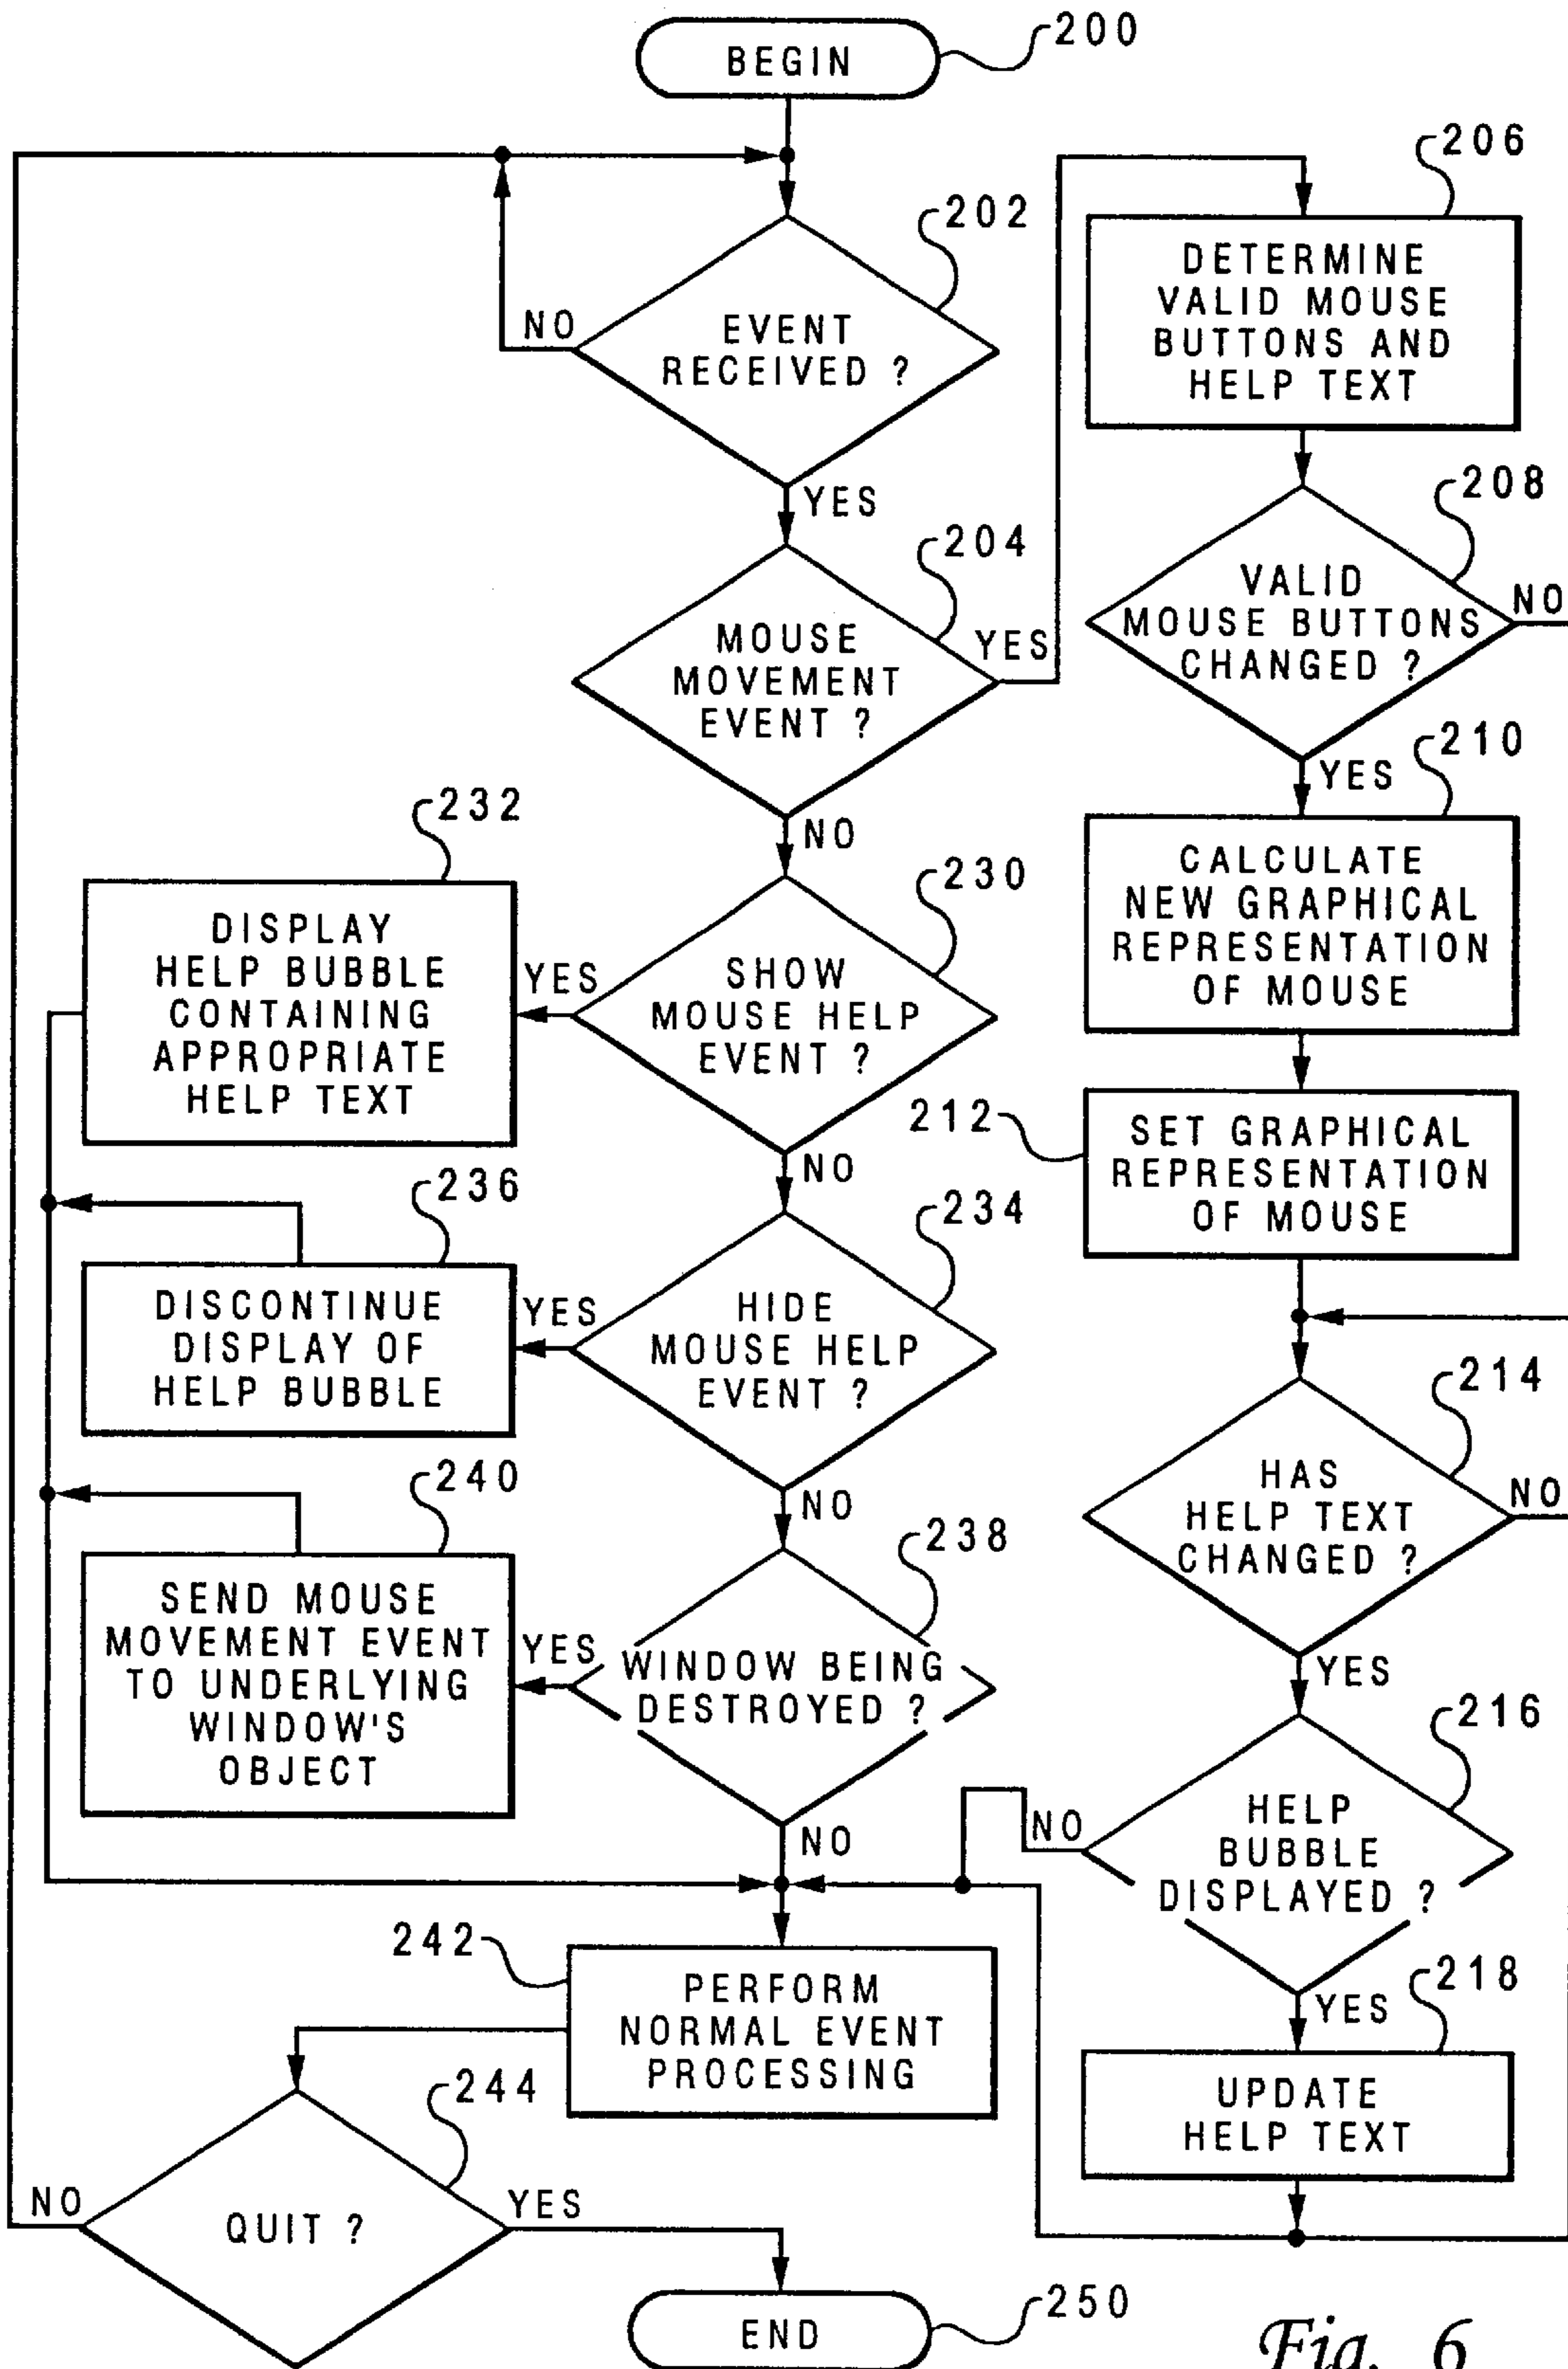 BEGIN
200
202
EVENT
RECEIVED ?
NO
YES
204
MOUSE
MOVEMENT
EVENT ?
YES
NO
206
DETERMINE
VALID MOUSE
BUTTONS AND
HELP TEXT
208
VALID
MOUSE BUTTONS
CHANGED ?
NO
YES
210
CALCULATE
NEW GRAPHICAL
REPRESENTATION
OF MOUSE
212
SET GRAPHICAL
REPRESENTATION
OF MOUSE
214
HAS
HELP TEXT
CHANGED ?
NO
YES
216
HELP
BUBBLE
DISPLAYED ?
NO
YES
218
UPDATE
HELP TEXT
230
SHOW
MOUSE HELP
EVENT ?
YES
NO
232
DISPLAY
HELP BUBBLE
CONTAINING
APPROPRIATE
HELP TEXT
234
HIDE
MOUSE HELP
EVENT ?
YES
NO
236
DISCONTINUE
DISPLAY OF
HELP BUBBLE
238
WINDOW BEING
DESTROYED ?
YES
NO
240
SEND MOUSE
MOVEMENT EVENT
TO UNDERLYING
WINDOW'S
OBJECT
242
PERFORM
NORMAL EVENT
PROCESSING
244
QUIT ?
NO
YES
END
250
Fig. 6